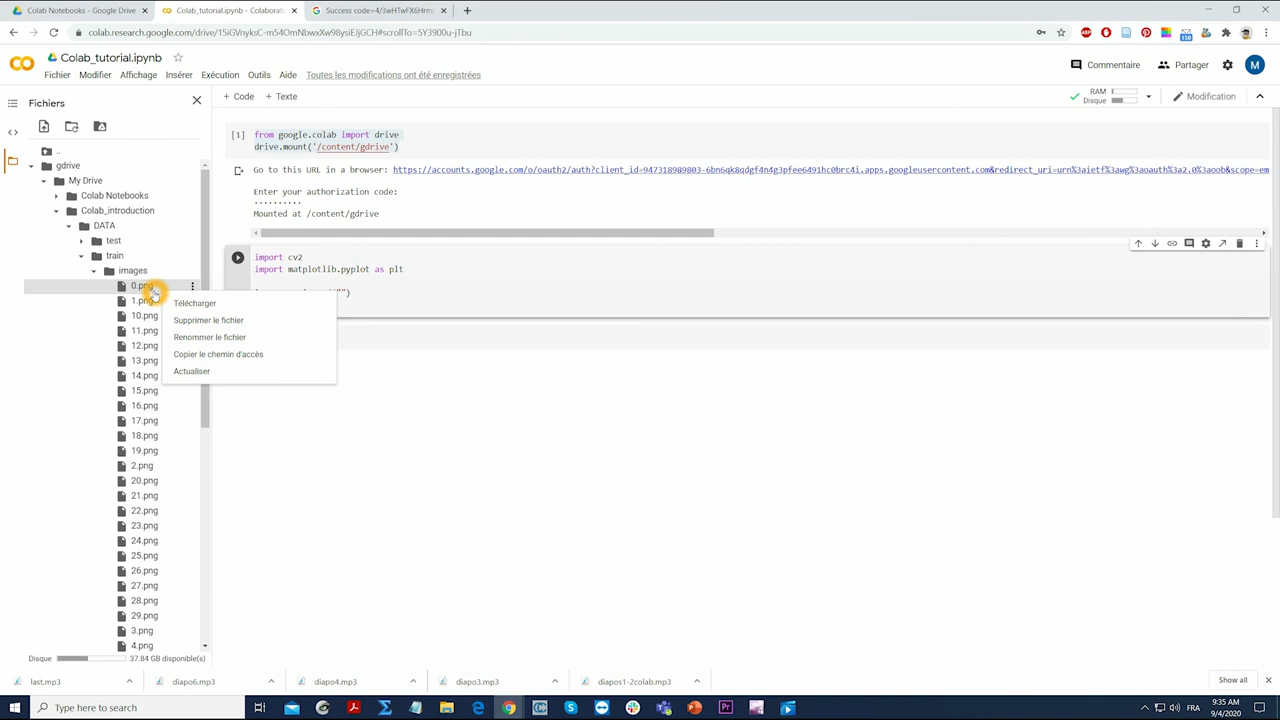 Colab Notebooks - Google Drive
Colab_tutorial.ipynb - Colaborat
Success code=4/3wHTwFX6Hrm
colab.research.google.com/drive/15iGVnyksC-m54OmNbwxXw98ysiEJjGCH#scrollTo=5Y3900u-jTbu
150
Colab_tutorial.ipynb
Commentaire
Partager
M
Fichier Modifier Affichage Insérer Exécution Outils Aide Toutes les modifications ont été enregistrées
Fichiers
+ Code + Texte
RAM
Disque
Modification
..
gdrive
My Drive
Colab Notebooks
Colab_introduction
DATA
test
train
images
0.png
1.png
10.png
11.png
12.png
13.png
14.png
15.png
16.png
17.png
18.png
19.png
2.png
20.png
21.png
22.png
23.png
24.png
25.png
26.png
27.png
28.png
29.png
3.png
4.png
Disque 37.84 GB disponible(s)
Télécharger
Supprimer le fichier
Renommer le fichier
Copier le chemin d'accès
Actualiser
[1] from google.colab import drive
drive.mount('/content/gdrive')
Go to this URL in a browser: https://accounts.google.com/o/oauth2/auth?client_id=947318989803-6bn6qk8qdgf4n4g3pfee6491hc0brc4i.apps.googleusercontent.com&redirect_uri=urn%3aietf%3awg%3aoauth%3a2.0%3aoob&scope=em
Enter your authorization code:
··········
Mounted at /content/gdrive
import cv2
import matplotlib.pyplot as plt
"")
last.mp3
diapo6.mp3
diapo4.mp3
diapo3.mp3
diapos1-2colab.mp3
Show all
Type here to search
FRA
9:35 AM
9/4/2020